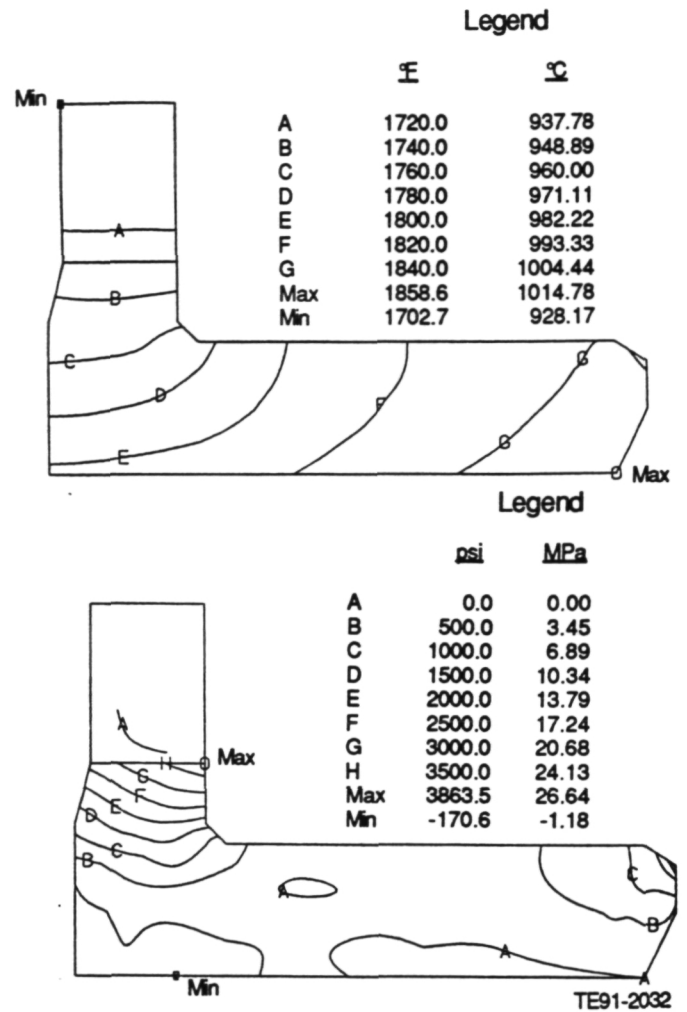 Legend
°F °C
Min
A 1720.0 937.78
B 1740.0 948.89
C 1760.0 960.00
D 1780.0 971.11
E 1800.0 982.22
F 1820.0 993.33
G 1840.0 1004.44
Max 1858.6 1014.78
Min 1702.7 928.17
A
B
C
D
E
F
G
G
Max
Legend
psi MPa
A 0.0 0.00
B 500.0 3.45
C 1000.0 6.89
D 1500.0 10.34
E 2000.0 13.79
F 2500.0 17.24
G 3000.0 20.68
H 3500.0 24.13
Max 3863.5 26.64
Min -170.6 -1.18
A
H
Max
G
F
E
D
C
B
A
C
B
A
A
Min
TE91-2032